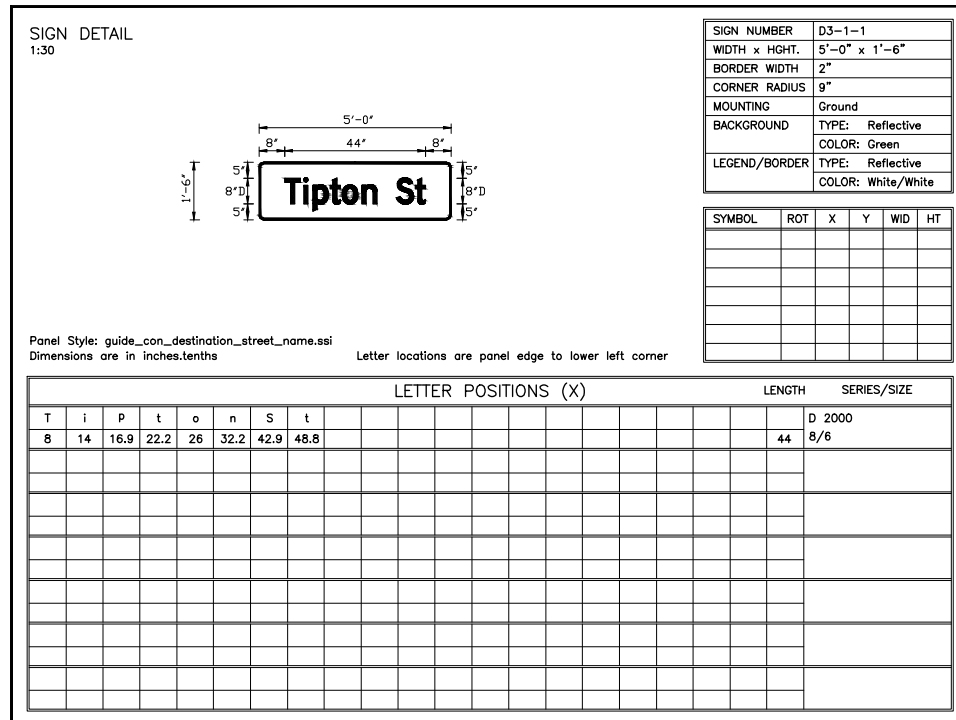 SIGN DETAIL
1:30
5'-0"
8" 44" 8"
1'-6"
5" 8"D 5"
Tipton St
5" 8"D 5"
SIGN NUMBER D3-1-1
WIDTH x HGHT. 5'-0" x 1'-6"
BORDER WIDTH 2"
CORNER RADIUS 9"
MOUNTING Ground
BACKGROUND TYPE: Reflective
COLOR: Green
LEGEND/BORDER TYPE: Reflective
COLOR: White/White
SYMBOL ROT X Y WID HT
Panel Style: guide_con_destination_street_name.ssi
Dimensions are in inches.tenths Letter locations are panel edge to lower left corner
LETTER POSITIONS (X) LENGTH SERIES/SIZE
T i p t o n S t D 2000
8 14 16.9 22.2 26 32.2 42.9 48.8 44 8/6